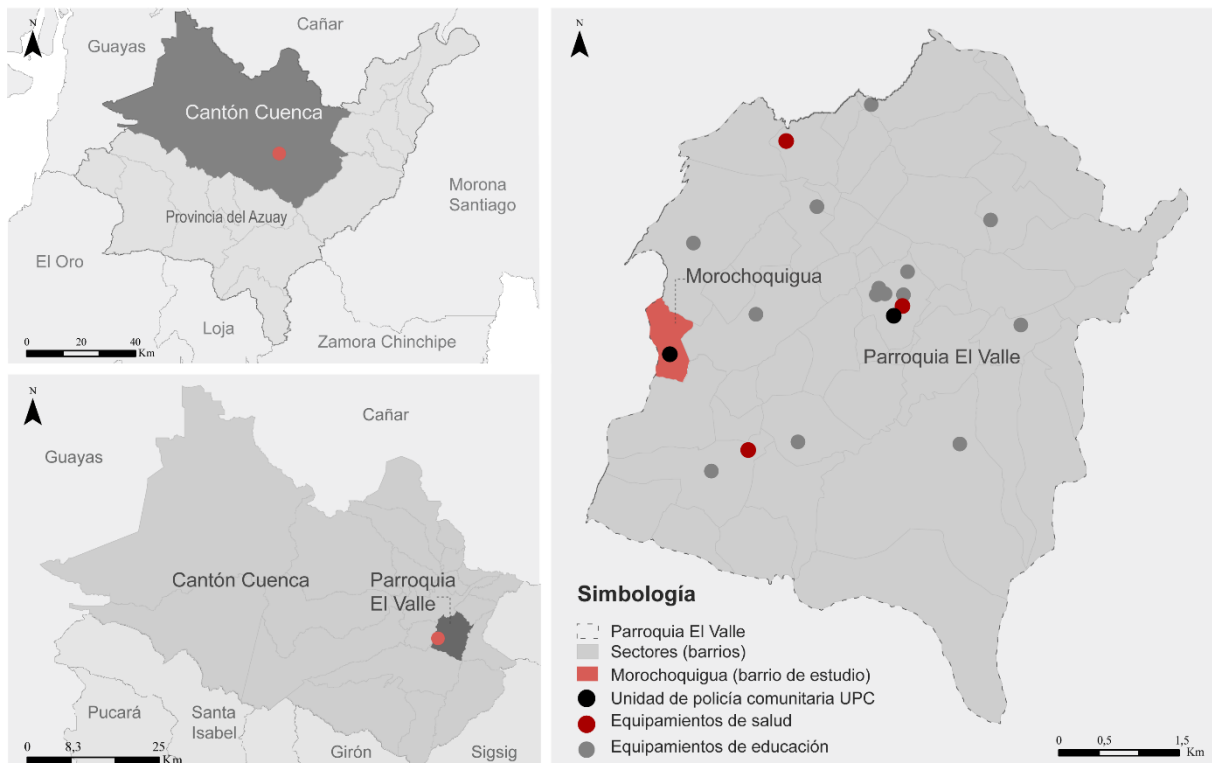 N
Guayas
Cañar
Cantón Cuenca
Morona
Santiago
Provincia del Azuay
El Oro
Loja
Zamora Chinchipe
0 20 40
Km
N
Cañar
Guayas
Cantón Cuenca
Parroquia
El Valle
Pucará
Santa
Isabel
Girón
Sigsig
0 8,3 25
Km
N
Morochoquigua
Parroquia El Valle
Simbología
Parroquia El Valle
Sectores (barrios)
Morochoquigua (barrio de estudio)
Unidad de policía comunitaria UPC
Equipamientos de salud
Equipamientos de educación
0 0,5 1,5
Km